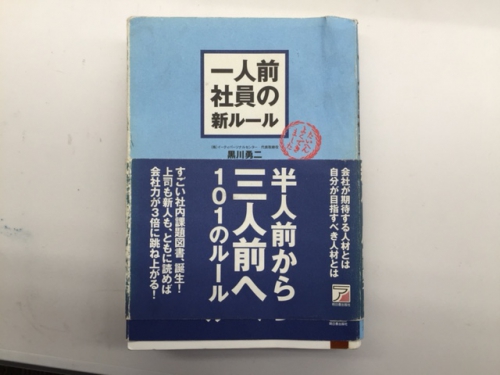 一人前
社員の
新ルール
黒川勇二
会社が期待する人材とは
自分が目指すべき人材とは
半人前から
三人前へ
101のルール
すごい社内課題図書、誕生!
上司も新人も、ともに読めば
会社力が3倍に跳ね上がる!
ア